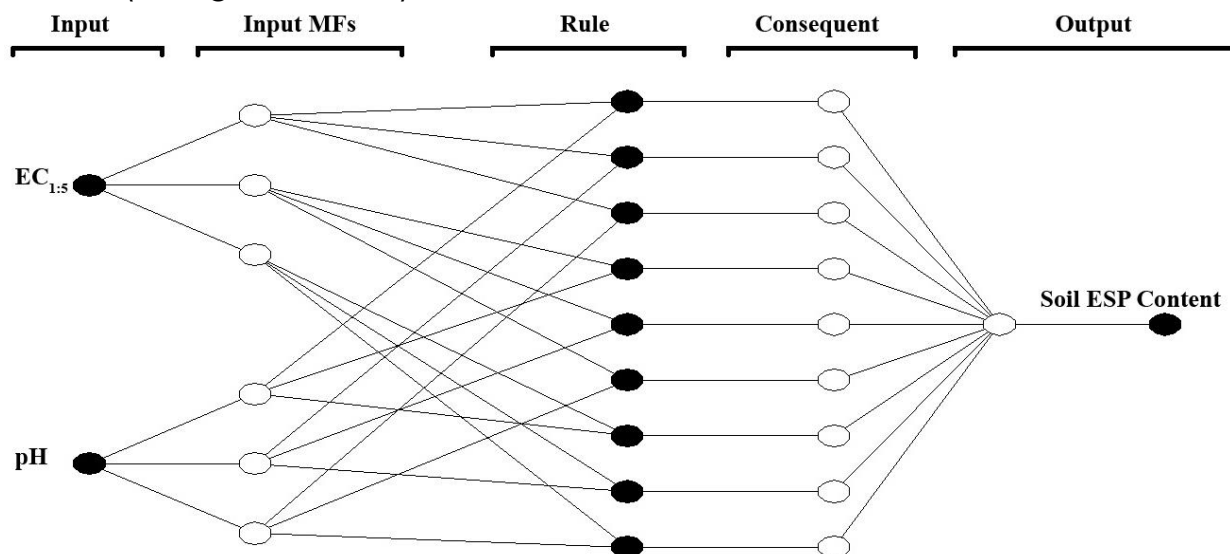 Input Input MFs Rule Consequent Output
EC1:5
Soil ESP Content
pH